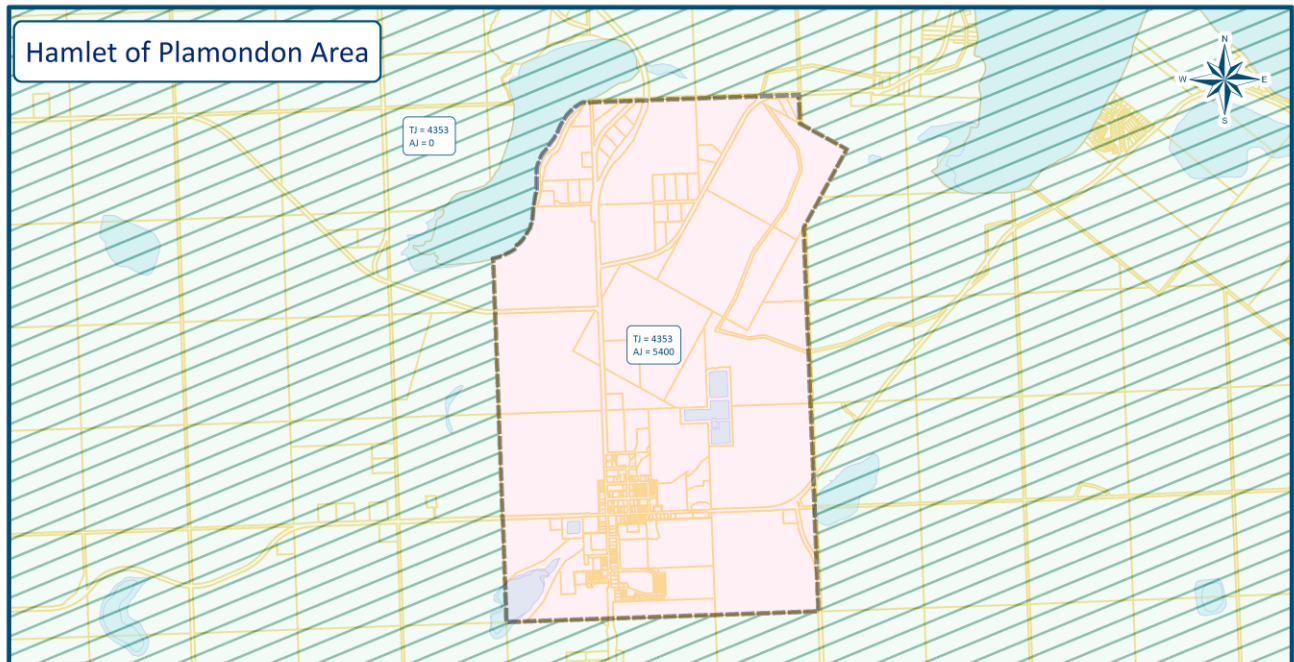 Hamlet of Plamondon Area
N
W
E
S
TJ = 4353
AJ = 0
TJ = 4353
AJ = 5400